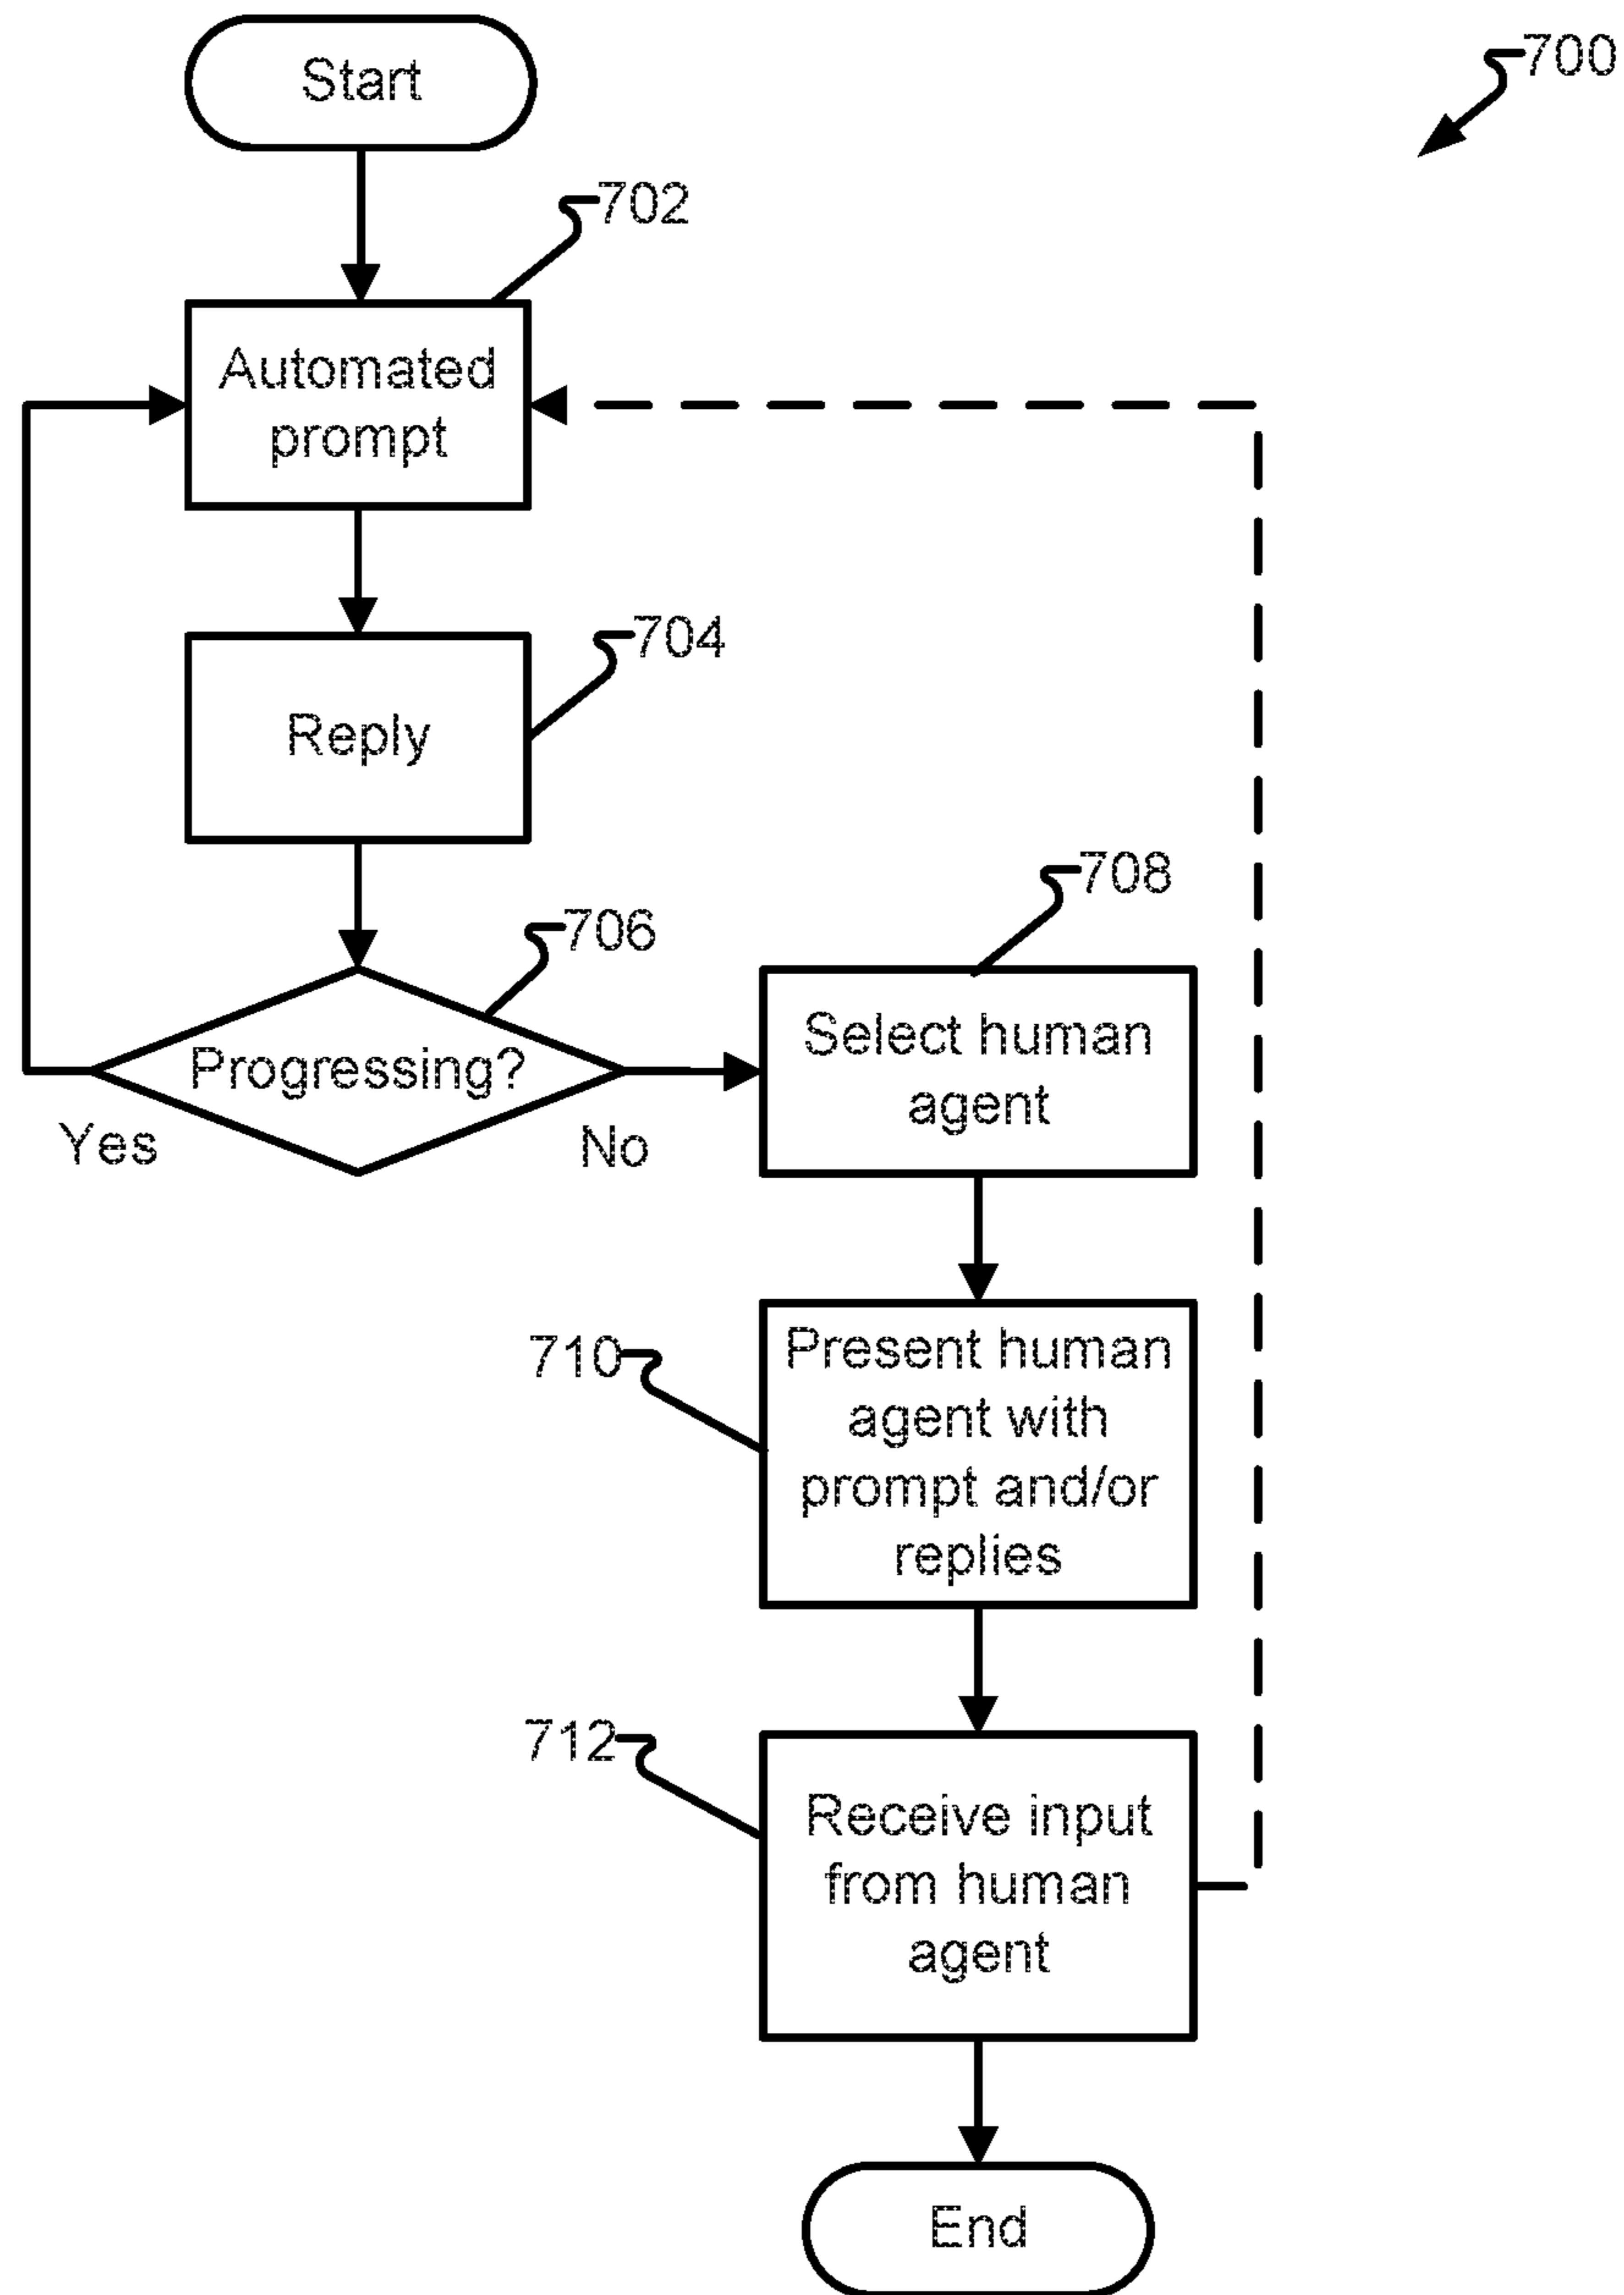 Start
700
702
Automated
prompt
704
Reply
706
Progressing?
Yes
No
708
Select human
agent
710
Present human
agent with
prompt and/or
replies
712
Receive input
from human
agent
End